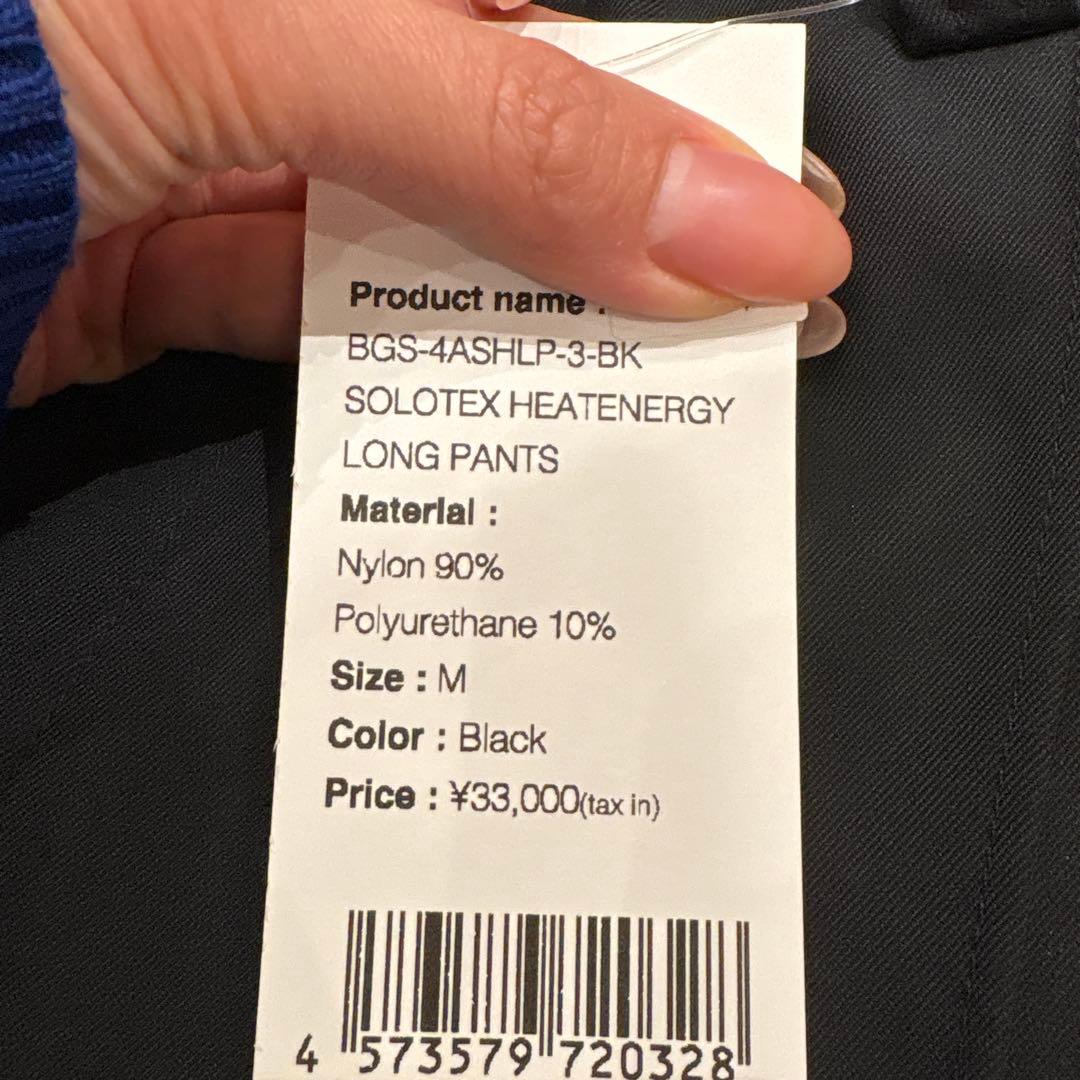 Product name :
BGS-4ASHLP-3-BK
SOLOTEX HEATENERGY
LONG PANTS
Material :
Nylon 90%
Polyurethane 10%
Size : M
Color : Black
Price : ¥33,000(tax in)
4 573579 720328